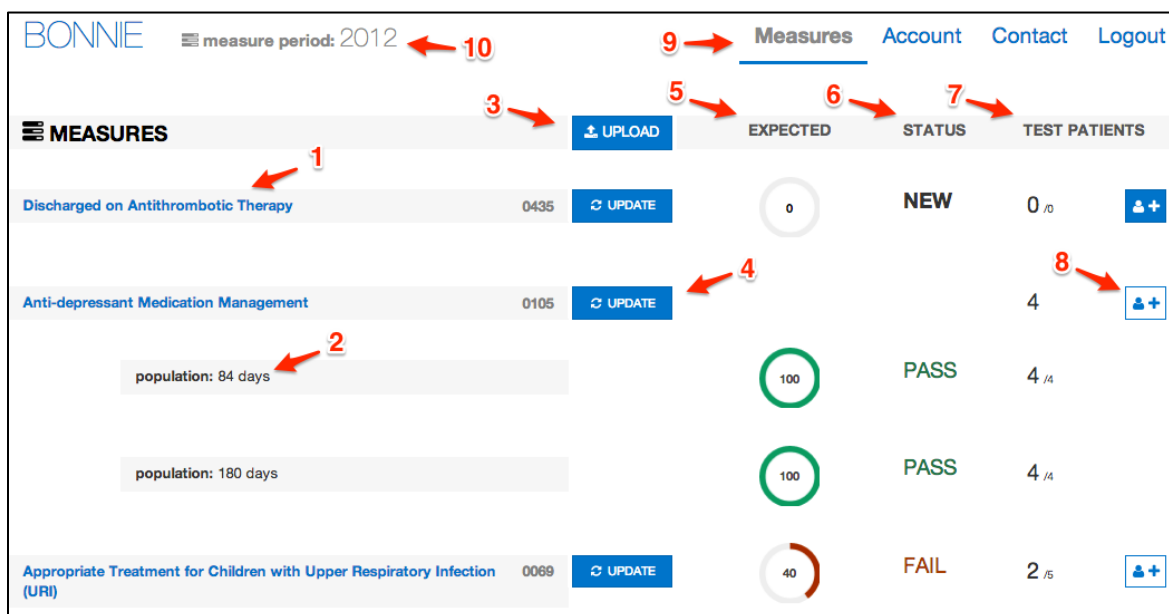 BONNIE measure period: 2012 10 9 Measures Account Contact Logout
3 5 6 7
MEASURES UPLOAD EXPECTED STATUS TEST PATIENTS
1
Discharged on Antithrombotic Therapy 0435 UPDATE 0 NEW 0 /0
4 8
Anti-depressant Medication Management 0105 UPDATE 4
2
population: 84 days 100 PASS 4 /4
population: 180 days 100 PASS 4 /4
Appropriate Treatment for Children with Upper Respiratory Infection 0069 UPDATE 40 FAIL 2 /5
(URI)